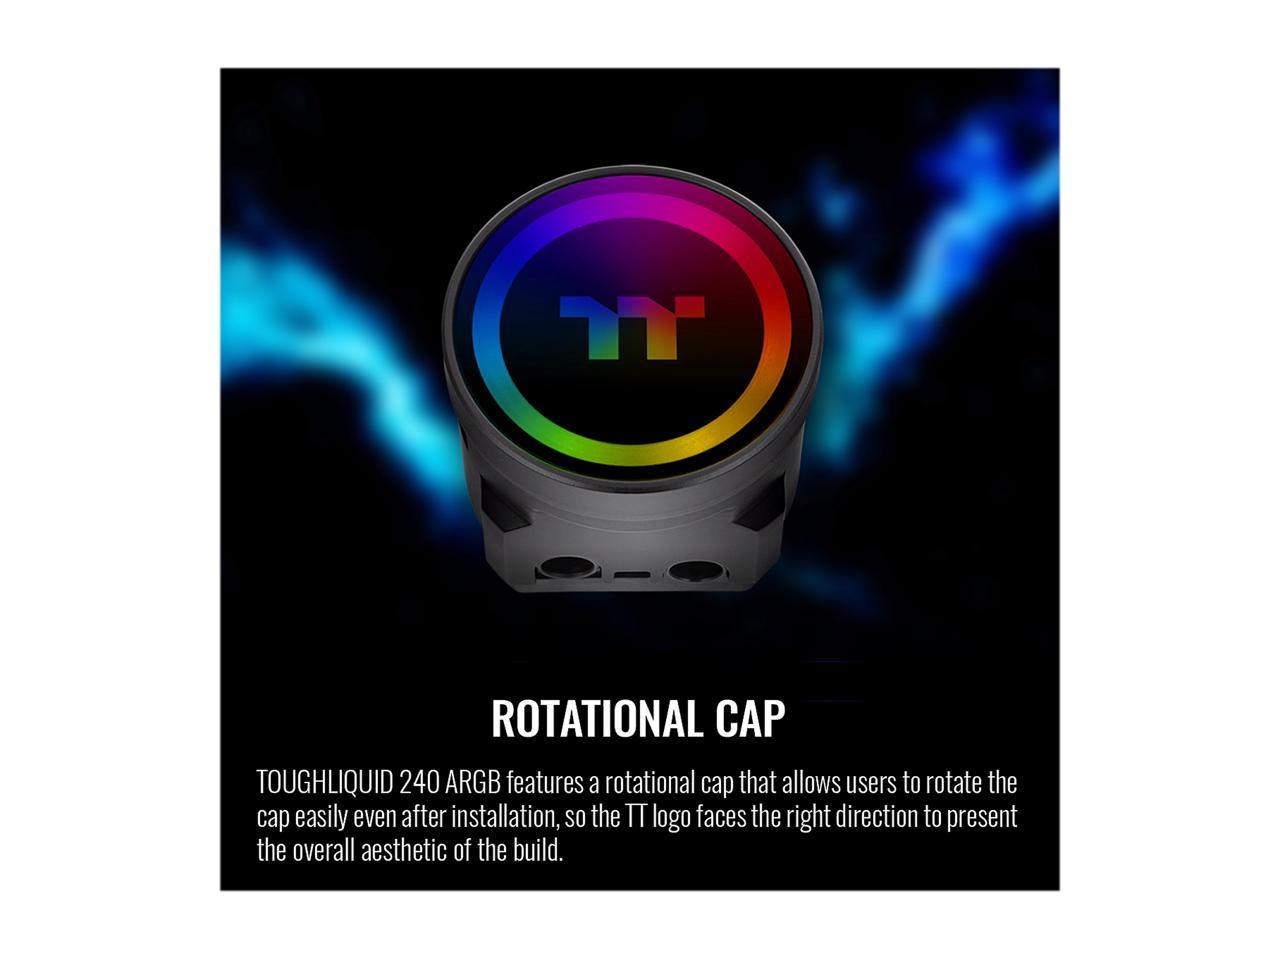 TT
ROTATIONAL CAP
TOUGHLIQUID 240 ARGB features a rotational cap that allows users to rotate the
cap easily even after installation, so the TT logo faces the right direction to present
the overall aesthetic of the build.